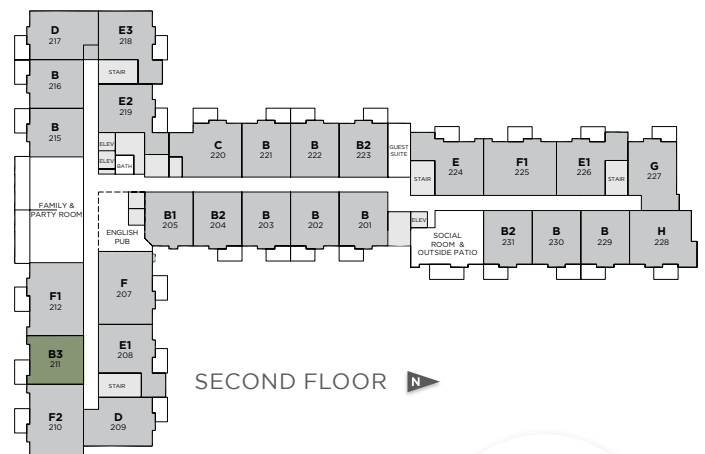 D
217
E3
218
STAIR
B
216
E2
219
B
215
ELEV
ELEV
BATH
C
220
B
221
B
222
B2
223
GUEST
SUITE
STAIR
E
224
F1
225
E1
226
STAIR
G
227
FAMILY &
PARTY ROOM
ENGLISH
PUB
B1
205
B2
204
B
203
B
202
B
201
ELEV
SOCIAL
ROOM &
OUTSIDE PATIO
B2
231
B
230
B
229
H
228
F1
212
F
207
B3
211
E1
208
STAIR
F2
210
D
209
SECOND FLOOR
N